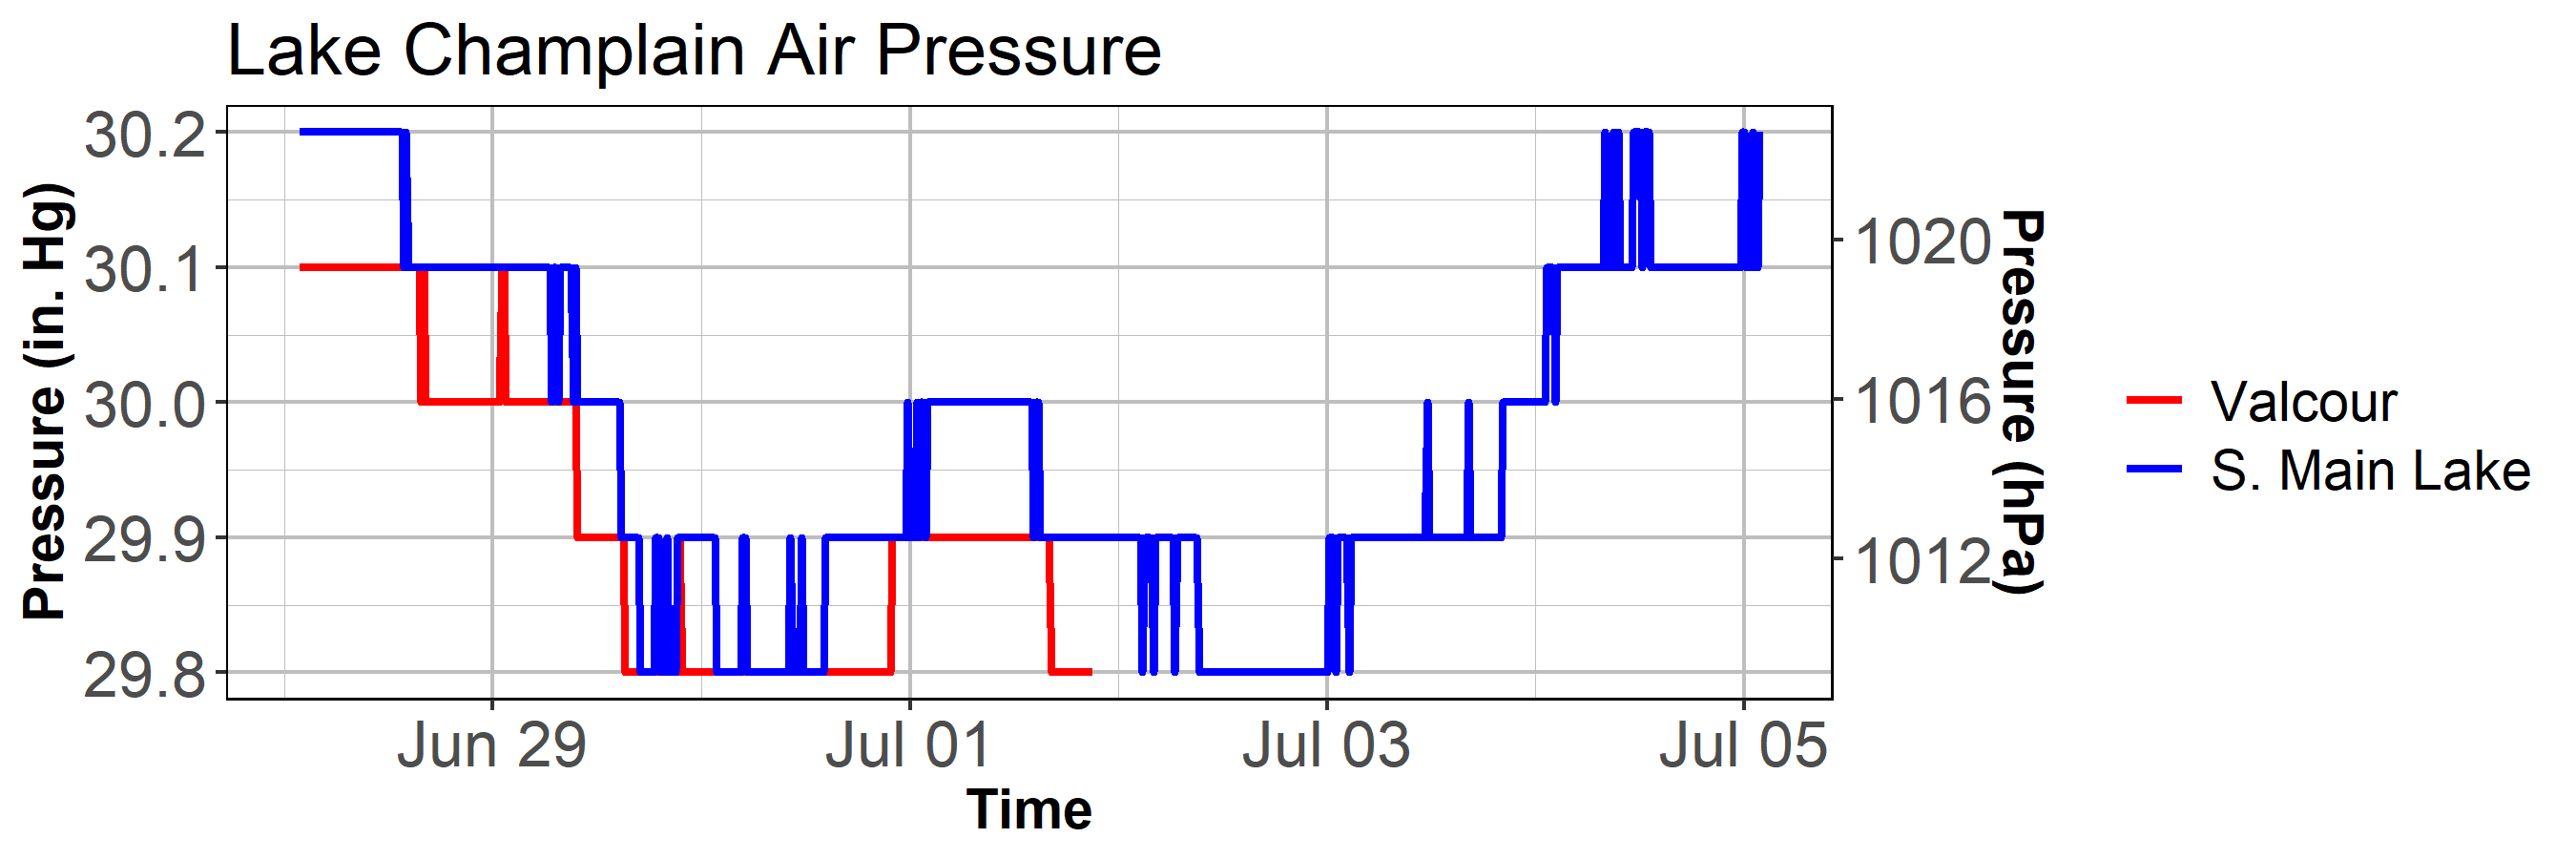 Lake Champlain Air Pressure
Pressure (in. Hg)
30.2
30.1
30.0
29.9
29.8
1020
1016
1012
Pressure (hPa)
Valcour
S. Main Lake
Jun 29
Jul 01
Jul 03
Jul 05
Time